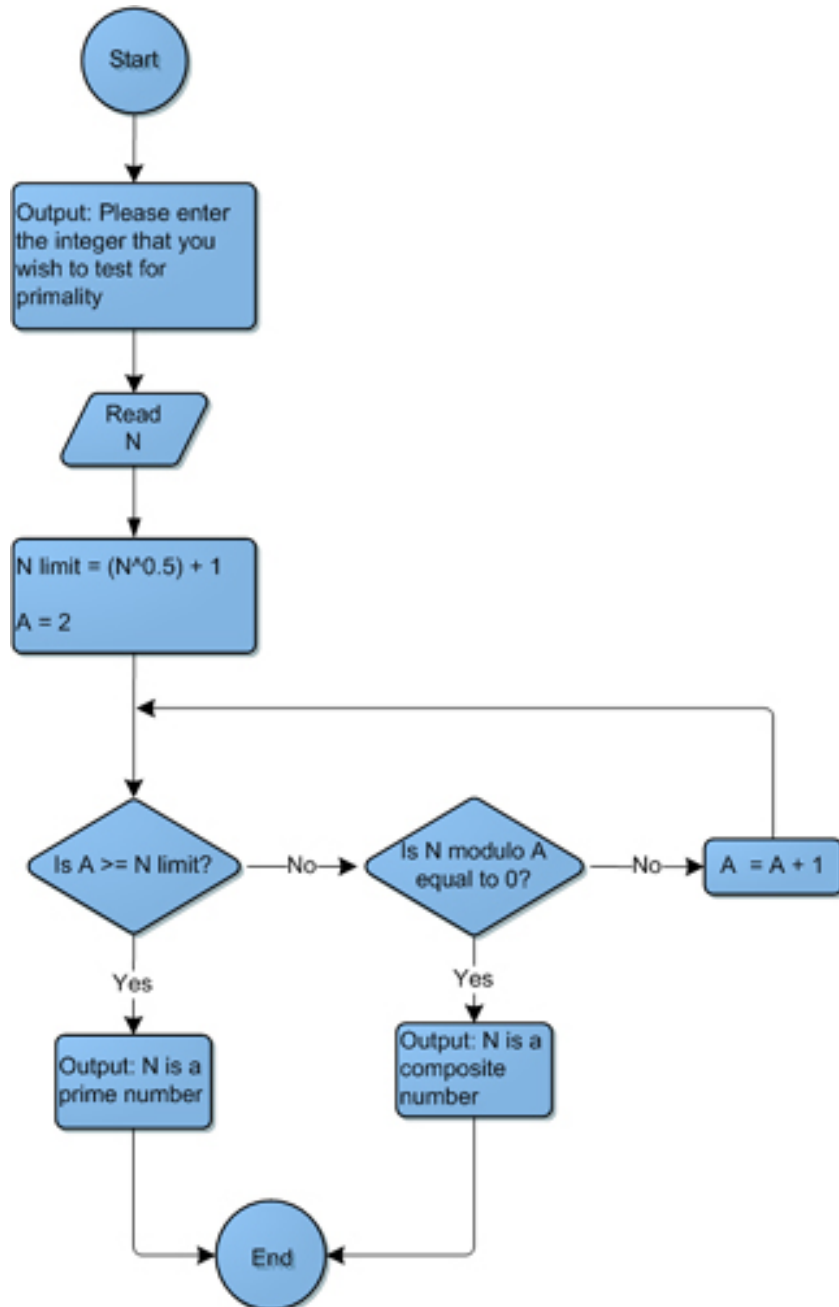 Start
Output: Please enter
the integer that you
wish to test for
primality
Read
N
N limit = (N^0.5) + 1
A = 2
Is A >= N limit?
No
Is N modulo A
equal to 0?
No
A = A + 1
Yes
Yes
Output: N is a
prime number
Output: N is a
composite
number
End